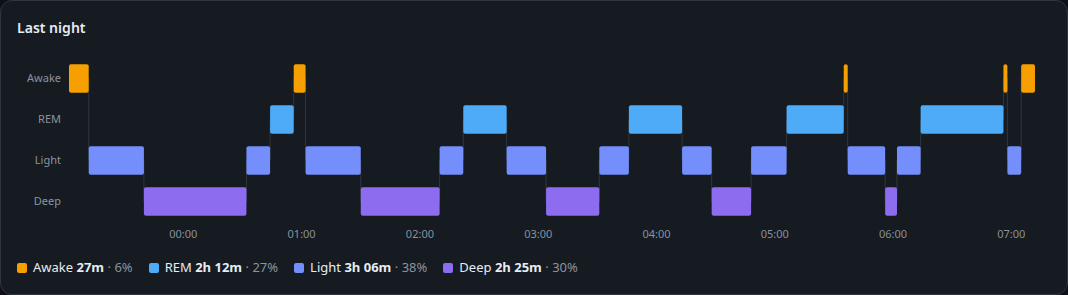 Last night
Awake
REM
Light
Deep
00:00 01:00 02:00 03:00 04:00 05:00 06:00 07:00
Awake 27m · 6% REM 2h 12m · 27% Light 3h 06m · 38% Deep 2h 25m · 30%